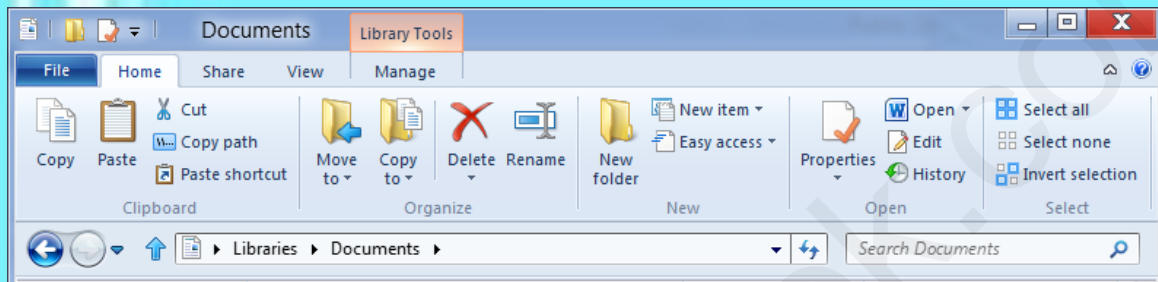 Documents
Library Tools
File Home Share View Manage
Copy
Paste
Cut
Copy path
Paste shortcut
Clipboard
Move to
Copy to
Delete
Rename
Organize
New folder
New item
Easy access
New
Properties
Open
Edit
History
Open
Select all
Select none
Invert selection
Select
Libraries Documents
Search Documents